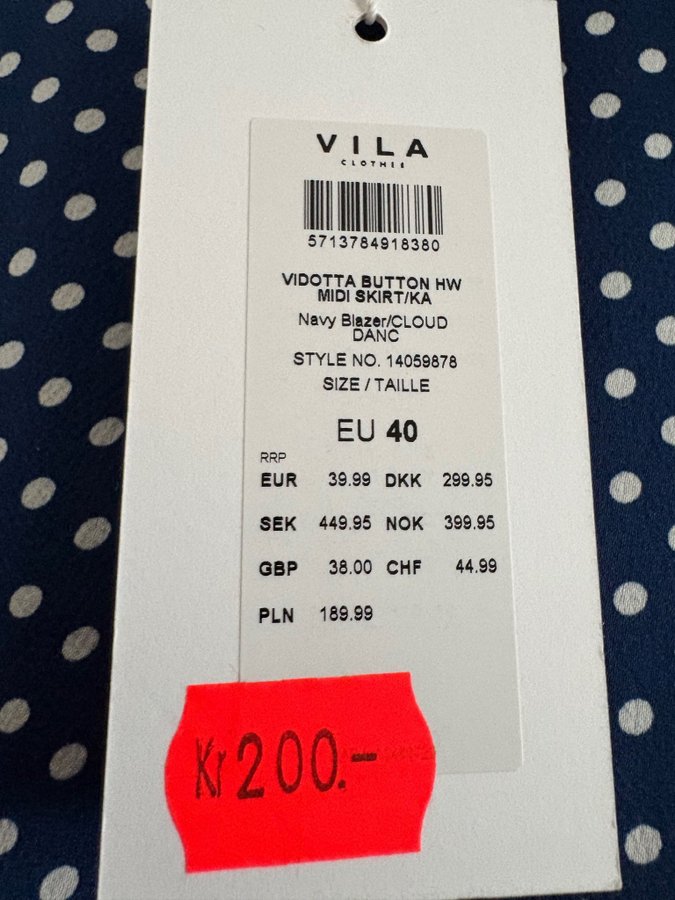 VILA
CLOTHES
5713784918380
VIDOTTA BUTTON HW
MIDI SKIRT/KA
Navy Blazer/CLOUD
DANC
STYLE NO. 14059878
SIZE / TAILLE
EU 40
RRP
EUR 39.99 DKK 299.95
SEK 449.95 NOK 399.95
GBP 38.00 CHF 44.99
PLN 189.99
Kr 200.-